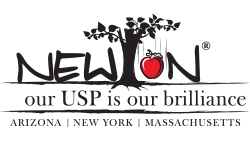 NEWTON®
our USP is our brilliance
ARIZONA | NEW YORK | MASSACHUSETTS